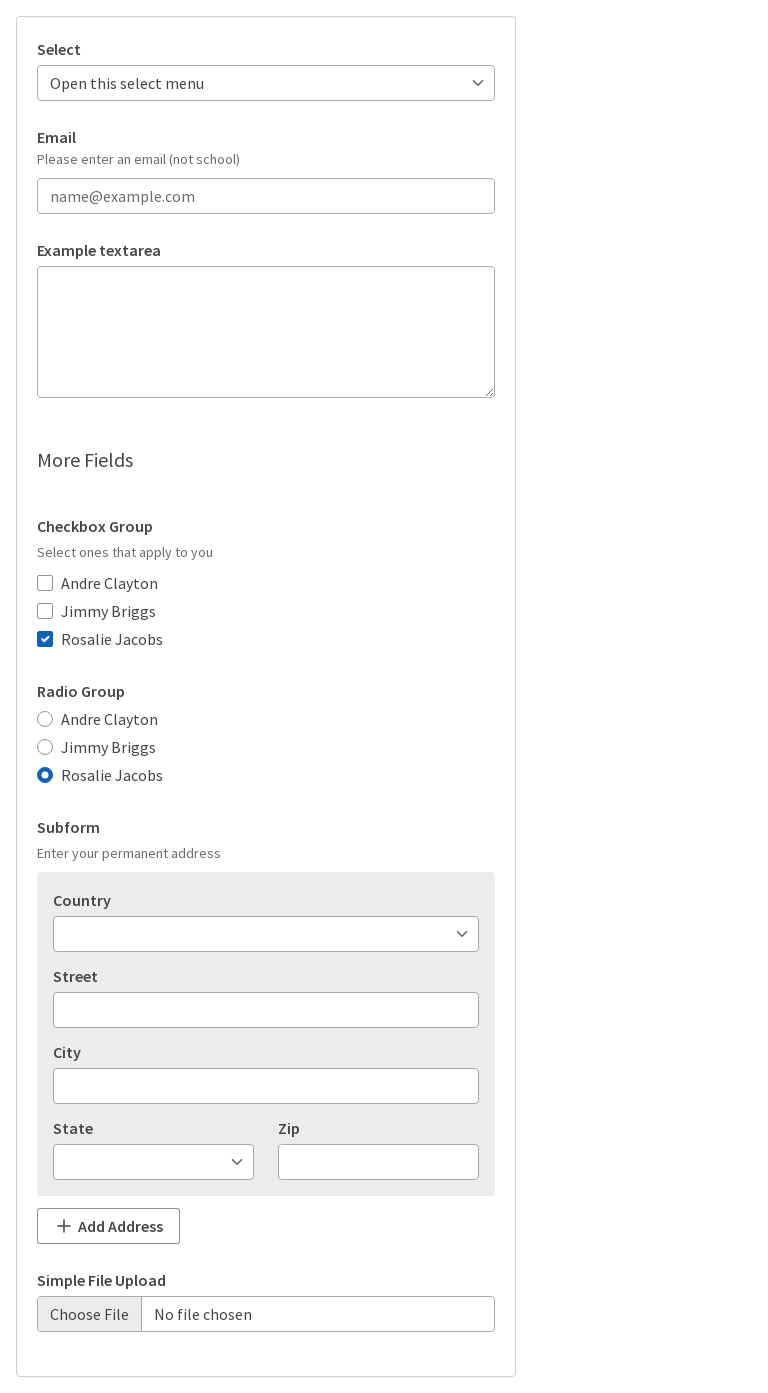 Select
Open this select menu
Email
Please enter an email (not school)
name@example.com
Example textarea
More Fields
Checkbox Group
Select ones that apply to you
Andre Clayton
Jimmy Briggs
Rosalie Jacobs
Radio Group
Andre Clayton
Jimmy Briggs
Rosalie Jacobs
Subform
Enter your permanent address
Country
Street
City
State Zip
Add Address
Simple File Upload
Choose File No file chosen